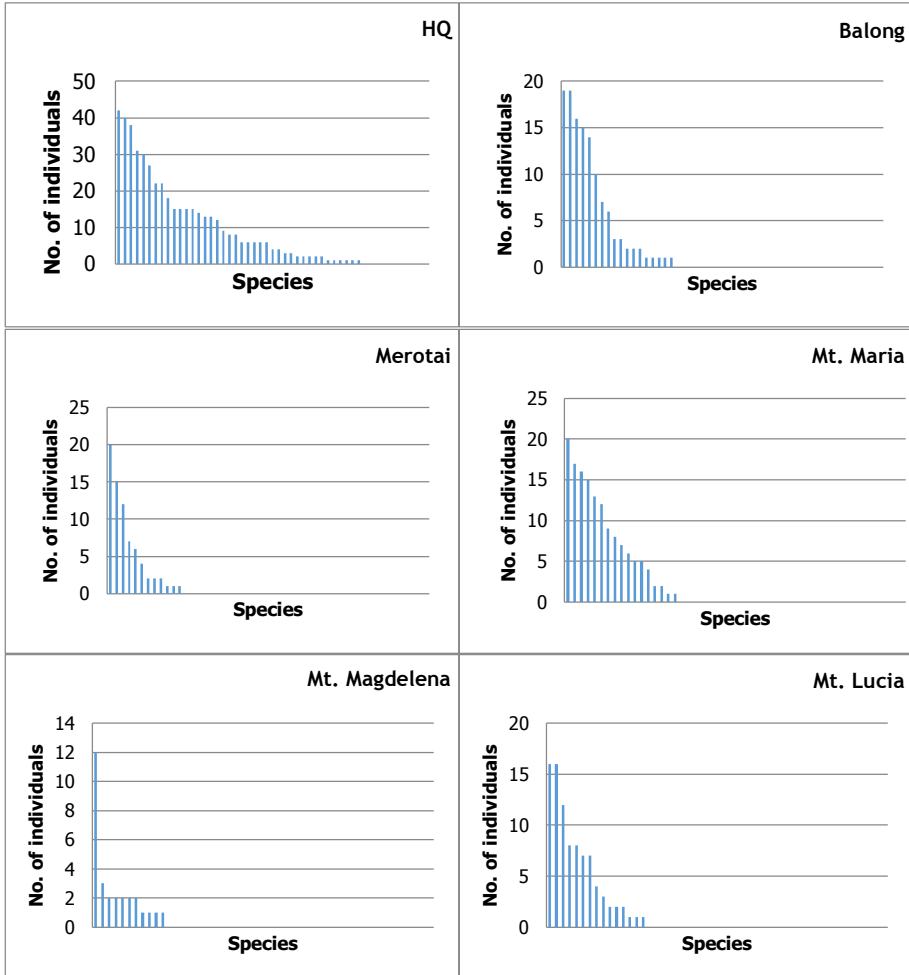 HQ
No. of individuals
50
40
30
20
10
0
Species
Balong
No. of individuals
20
15
10
5
0
Species
Merotai
No. of individuals
25
20
15
10
5
0
Species
Mt. Maria
No. of individuals
25
20
15
10
5
0
Species
Mt. Magdelena
No. of individuals
14
12
10
8
6
4
2
0
Species
Mt. Lucia
No. of individuals
20
15
10
5
0
Species